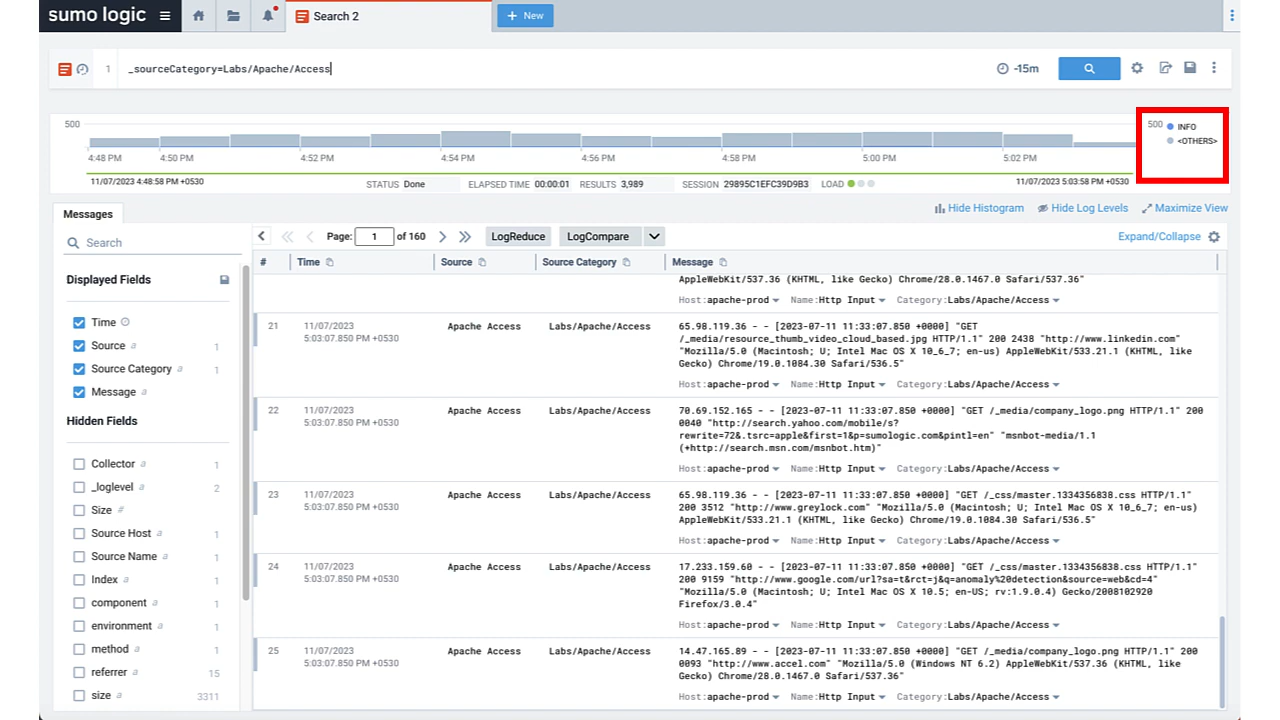 sumo logic
Search 2
+ New
1 _sourceCategory=Labs/Apache/Access
-15m
500
500 INFO
<OTHERS>
4:48 PM 4:50 PM 4:52 PM 4:54 PM 4:56 PM 4:58 PM 5:00 PM 5:02 PM
11/07/2023 4:48:58 PM +0530
STATUS Done ELAPSED TIME 00:00:01 RESULTS 3,989 SESSION 29895C1EFC39D9B3 LOAD
11/07/2023 5:03:58 PM +0530
Hide Histogram Hide Log Levels Maximize View
Messages
Search
Page: 1 of 160 LogReduce LogCompare
Expand/Collapse
Displayed Fields
Time
Source a 1
Source Category a 1
Message a
Hidden Fields
Collector a 1
_loglevel a 2
Size #
Source Host a 1
Source Name a 1
Index a 1
component a 1
environment a 1
method a 1
referrer a 15
size a 3311
# Time Source Source Category Message
AppleWebKit/537.36 (KHTML, like Gecko) Chrome/28.0.1467.0 Safari/537.36"
Host:apache-prod Name:Http Input Category:Labs/Apache/Access
21 11/07/2023
5:03:07.850 PM +0530
Apache Access Labs/Apache/Access
65.98.119.36 - - [2023-07-11 11:33:07.850 +0000] "GET
/_media/resource_thumb_video_cloud_based.jpg HTTP/1.1" 200 2438 "http://www.linkedin.com"
"Mozilla/5.0 (Macintosh; U; Intel Mac OS X 10_6_7; en-us) AppleWebKit/533.21.1 (KHTML, like
Gecko) Chrome/19.0.1084.30 Safari/536.5"
Host:apache-prod Name:Http Input Category:Labs/Apache/Access
22 11/07/2023
5:03:07.850 PM +0530
Apache Access Labs/Apache/Access
70.69.152.165 - - [2023-07-11 11:33:07.850 +0000] "GET /_media/company_logo.png HTTP/1.1" 200
0040 "http://search.yahoo.com/mobile/s?
rewrite=72&.tsrc=apple&first=1&p=sumologic.com&pintl=en" "msnbot-media/1.1
(+http://search.msn.com/msnbot.htm)"
Host:apache-prod Name:Http Input Category:Labs/Apache/Access
23 11/07/2023
5:03:07.850 PM +0530
Apache Access Labs/Apache/Access
65.98.119.36 - - [2023-07-11 11:33:07.850 +0000] "GET /_css/master.1334356838.css HTTP/1.1"
200 3512 "http://www.greylock.com" "Mozilla/5.0 (Macintosh; U; Intel Mac OS X 10_6_7; en-us)
AppleWebKit/533.21.1 (KHTML, like Gecko) Chrome/19.0.1084.30 Safari/536.5"
Host:apache-prod Name:Http Input Category:Labs/Apache/Access
24 11/07/2023
5:03:07.850 PM +0530
Apache Access Labs/Apache/Access
17.233.159.60 - - [2023-07-11 11:33:07.850 +0000] "GET /_css/master.1334356838.css HTTP/1.1"
200 9159 "http://www.google.com/url?sa=t&rct=j&q=anomaly%20detection&source=web&cd=4"
"Mozilla/5.0 (Macintosh; U; Intel Mac OS X 10.5; en-US; rv:1.9.0.4) Gecko/2008102920
Firefox/3.0.4"
Host:apache-prod Name:Http Input Category:Labs/Apache/Access
25 11/07/2023
5:03:07.850 PM +0530
Apache Access Labs/Apache/Access
14.47.165.89 - - [2023-07-11 11:33:07.850 +0000] "GET /_media/company_logo.png HTTP/1.1" 200
0093 "http://www.accel.com" "Mozilla/5.0 (Windows NT 6.2) AppleWebKit/537.36 (KHTML, like
Gecko) Chrome/28.0.1467.0 Safari/537.36"
Host:apache-prod Name:Http Input Category:Labs/Apache/Access